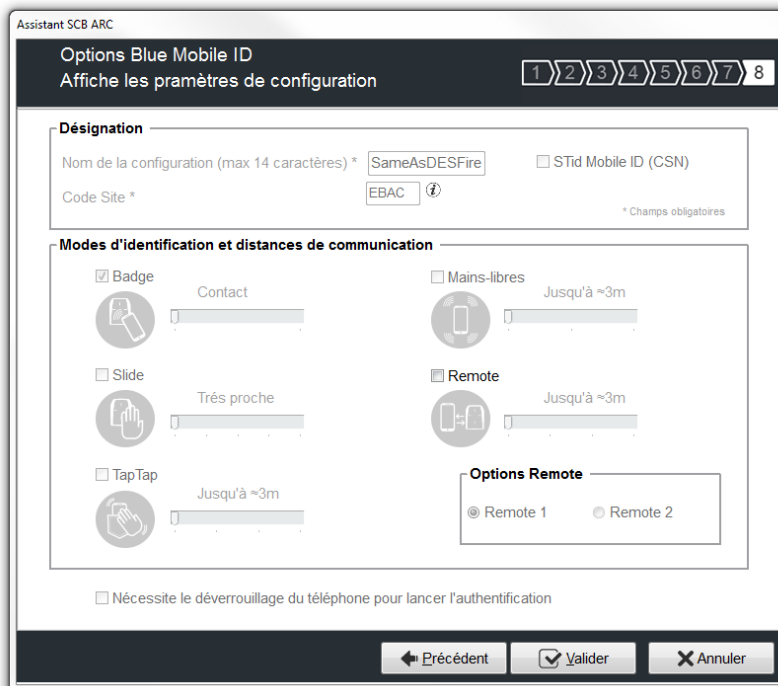 Assistant SCB ARC
Options Blue Mobile ID
Affiche les pramètres de configuration
1 2 3 4 5 6 7 8
Désignation
Nom de la configuration (max 14 caractères) * SameAsDESFire STid Mobile ID (CSN)
Code Site * EBAC i
* Champs obligatoires
Modes d'identification et distances de communication
Badge
Contact
Mains-libres
Jusqu'à ≈3m
Slide
Trés proche
Remote
Jusqu'à ≈3m
TapTap
Jusqu'à ≈3m
Options Remote
Remote 1 Remote 2
Nécessite le déverrouillage du téléphone pour lancer l'authentification
Précédent Valider Annuler